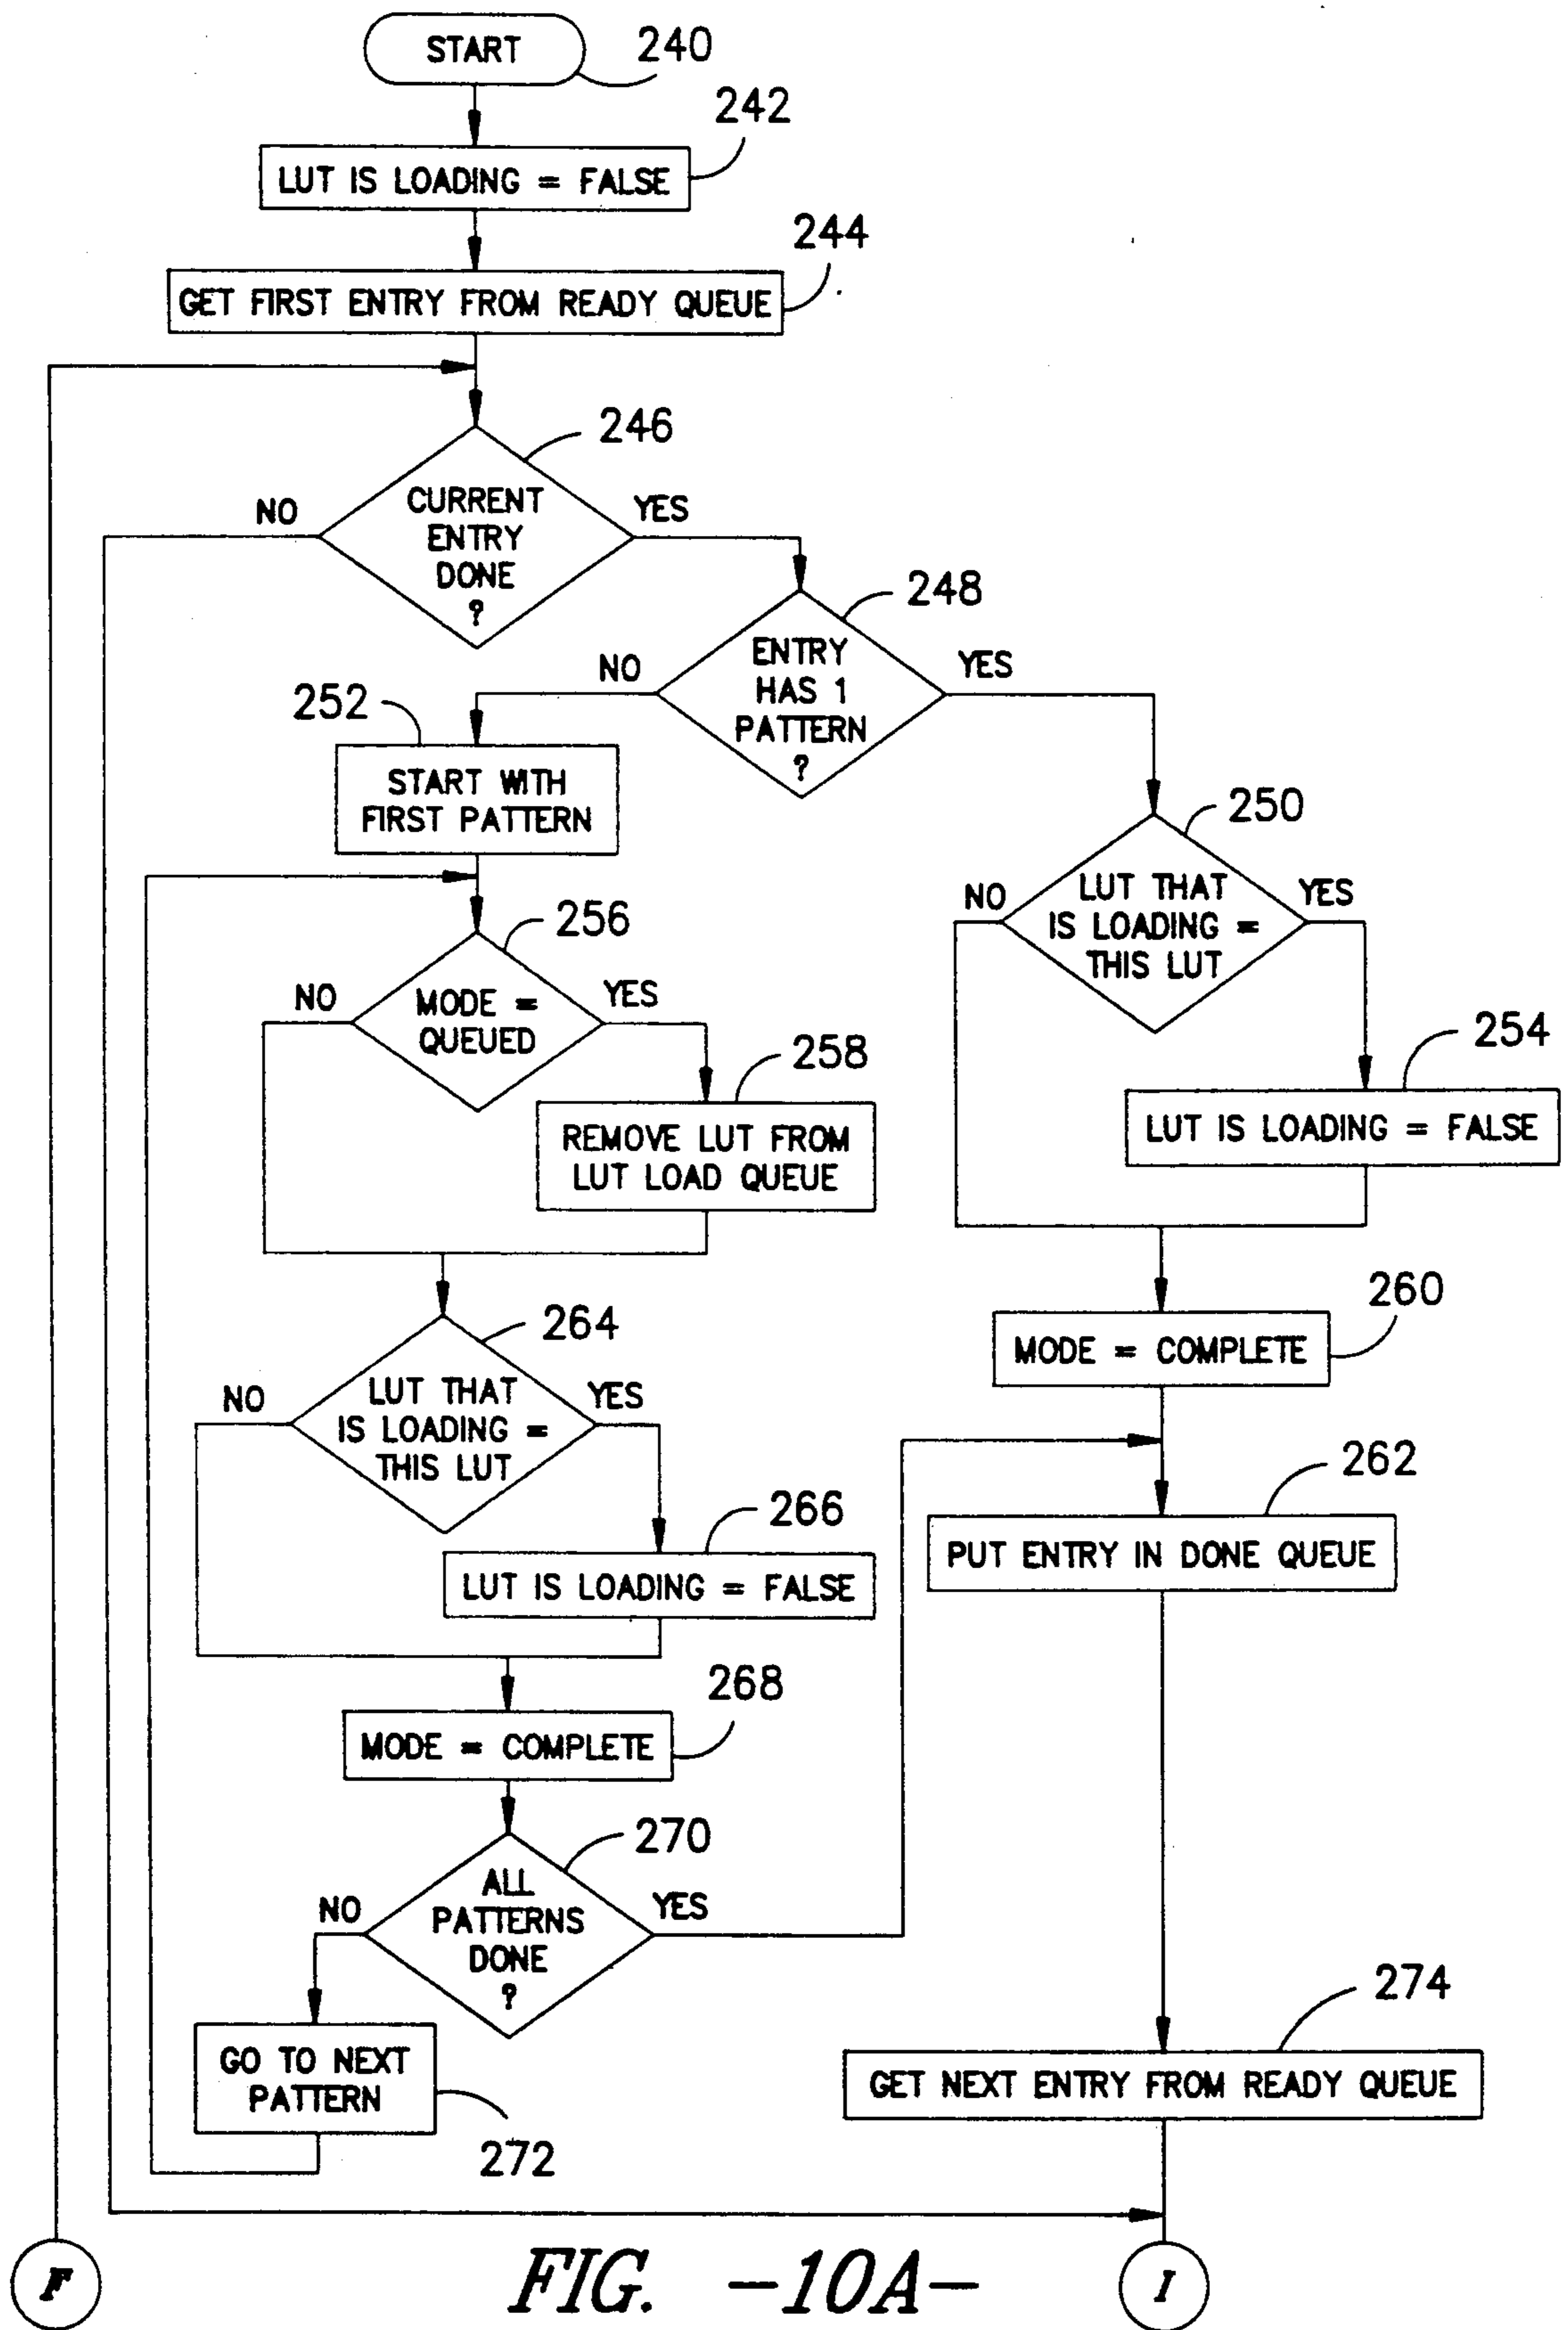 START
240
242
LUT IS LOADING = FALSE
244
GET FIRST ENTRY FROM READY QUEUE
246
CURRENT
ENTRY
DONE
?
NO
YES
248
ENTRY
HAS 1
PATTERN
?
NO
YES
252
START WITH
FIRST PATTERN
250
LUT THAT
IS LOADING =
THIS LUT
NO
YES
256
MODE =
QUEUED
NO
YES
254
LUT IS LOADING = FALSE
258
REMOVE LUT FROM
LUT LOAD QUEUE
260
MODE = COMPLETE
264
LUT THAT
IS LOADING =
THIS LUT
NO
YES
262
PUT ENTRY IN DONE QUEUE
266
LUT IS LOADING = FALSE
268
MODE = COMPLETE
270
ALL
PATTERNS
DONE
?
NO
YES
274
GET NEXT ENTRY FROM READY QUEUE
GO TO NEXT
PATTERN
272
F
FIG. -10A-
I